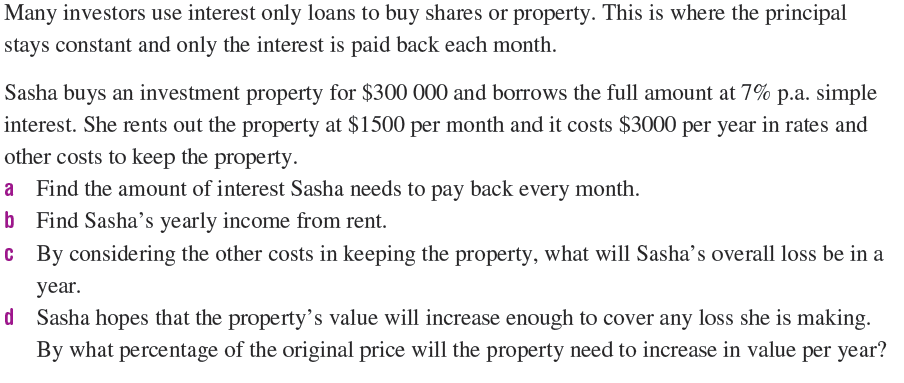 Many investors use interest only loans to buy shares or property. This is where the principal
stays constant and only the interest is paid back each month.
Sasha buys an investment property for $300 000 and borrows the full amount at 7% p.a. simple
interest. She rents out the property at $1500 per month and it costs $3000 per year in rates and
other costs to keep the property.
a Find the amount of interest Sasha needs to pay back every month.
b Find Sasha's yearly income from rent.
c By considering the other costs in keeping the property, what will Sasha's overall loss be in a
year.
d Sasha hopes that the property's value will increase enough to cover any loss she is making.
By what percentage of the original price will the property need to increase in value per year?